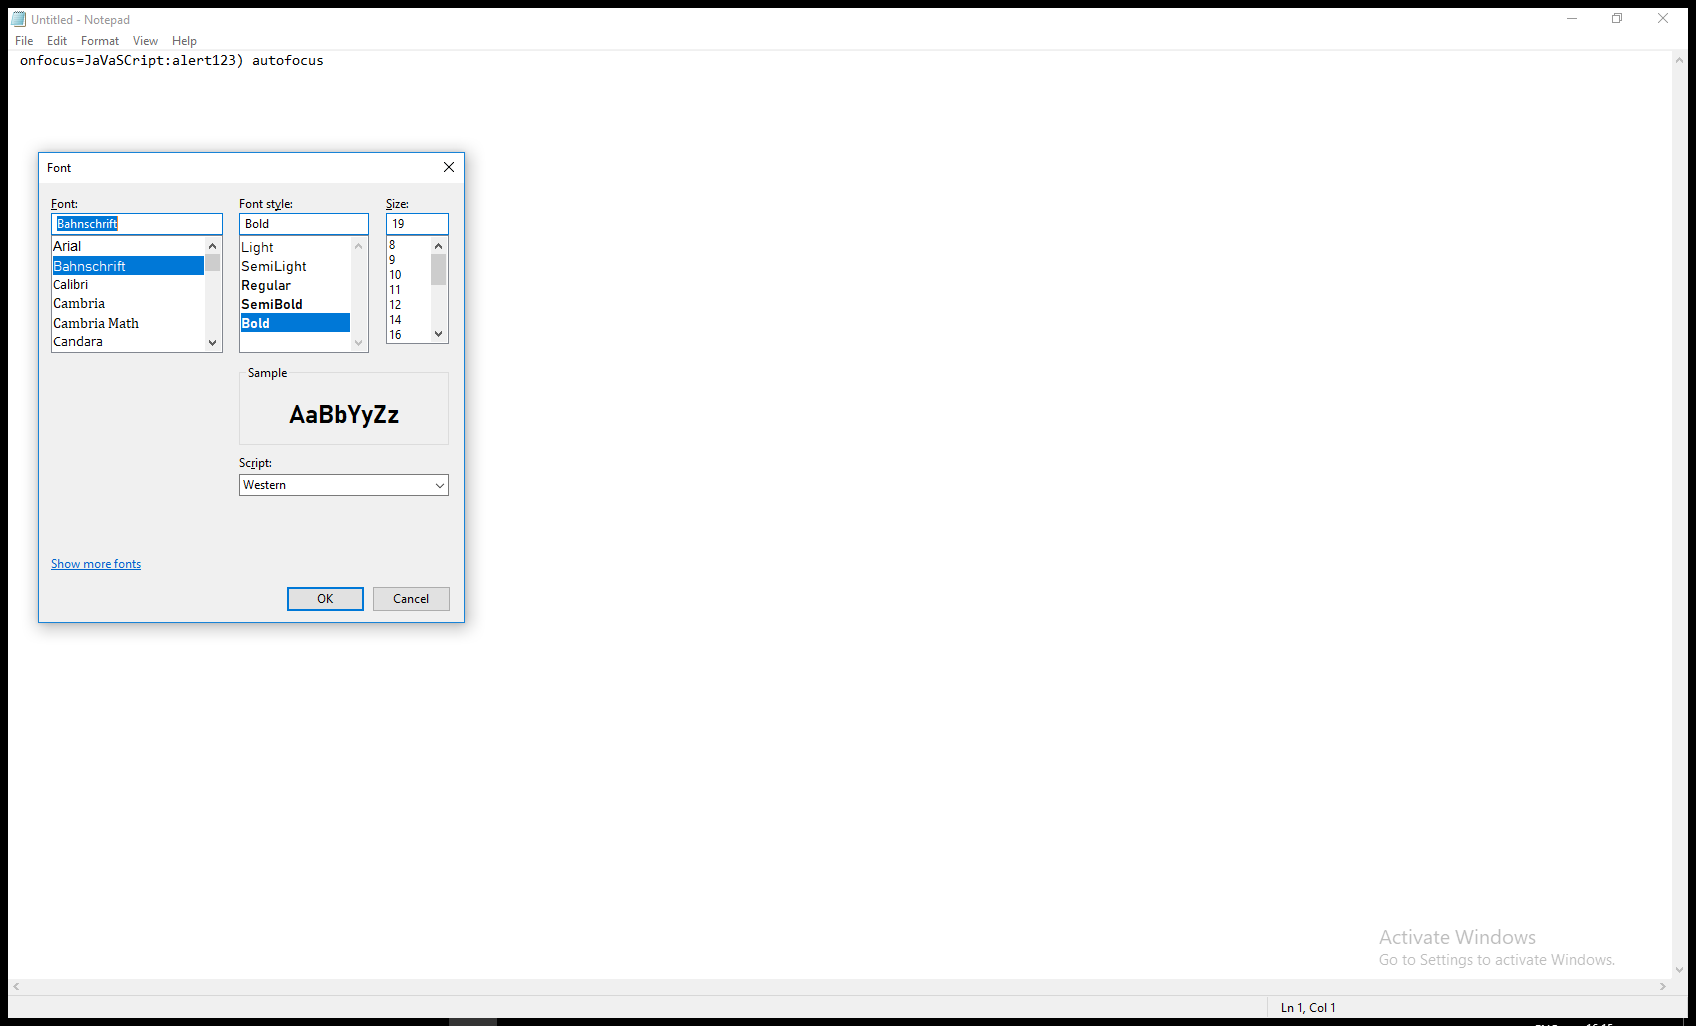 Untitled - Notepad
File Edit Format View Help
onfocus=JaVaSCript:alert123) autofocus
Font
Font:
Bahnschrift
Arial
Bahnschrift
Calibri
Cambria
Cambria Math
Candara
Font style:
Bold
Light
SemiLight
Regular
SemiBold
Bold
Size:
19
8
9
10
11
12
14
16
Sample
AaBbYyZz
Script:
Western
Show more fonts
OK Cancel
Activate Windows
Go to Settings to activate Windows.
Ln 1, Col 1